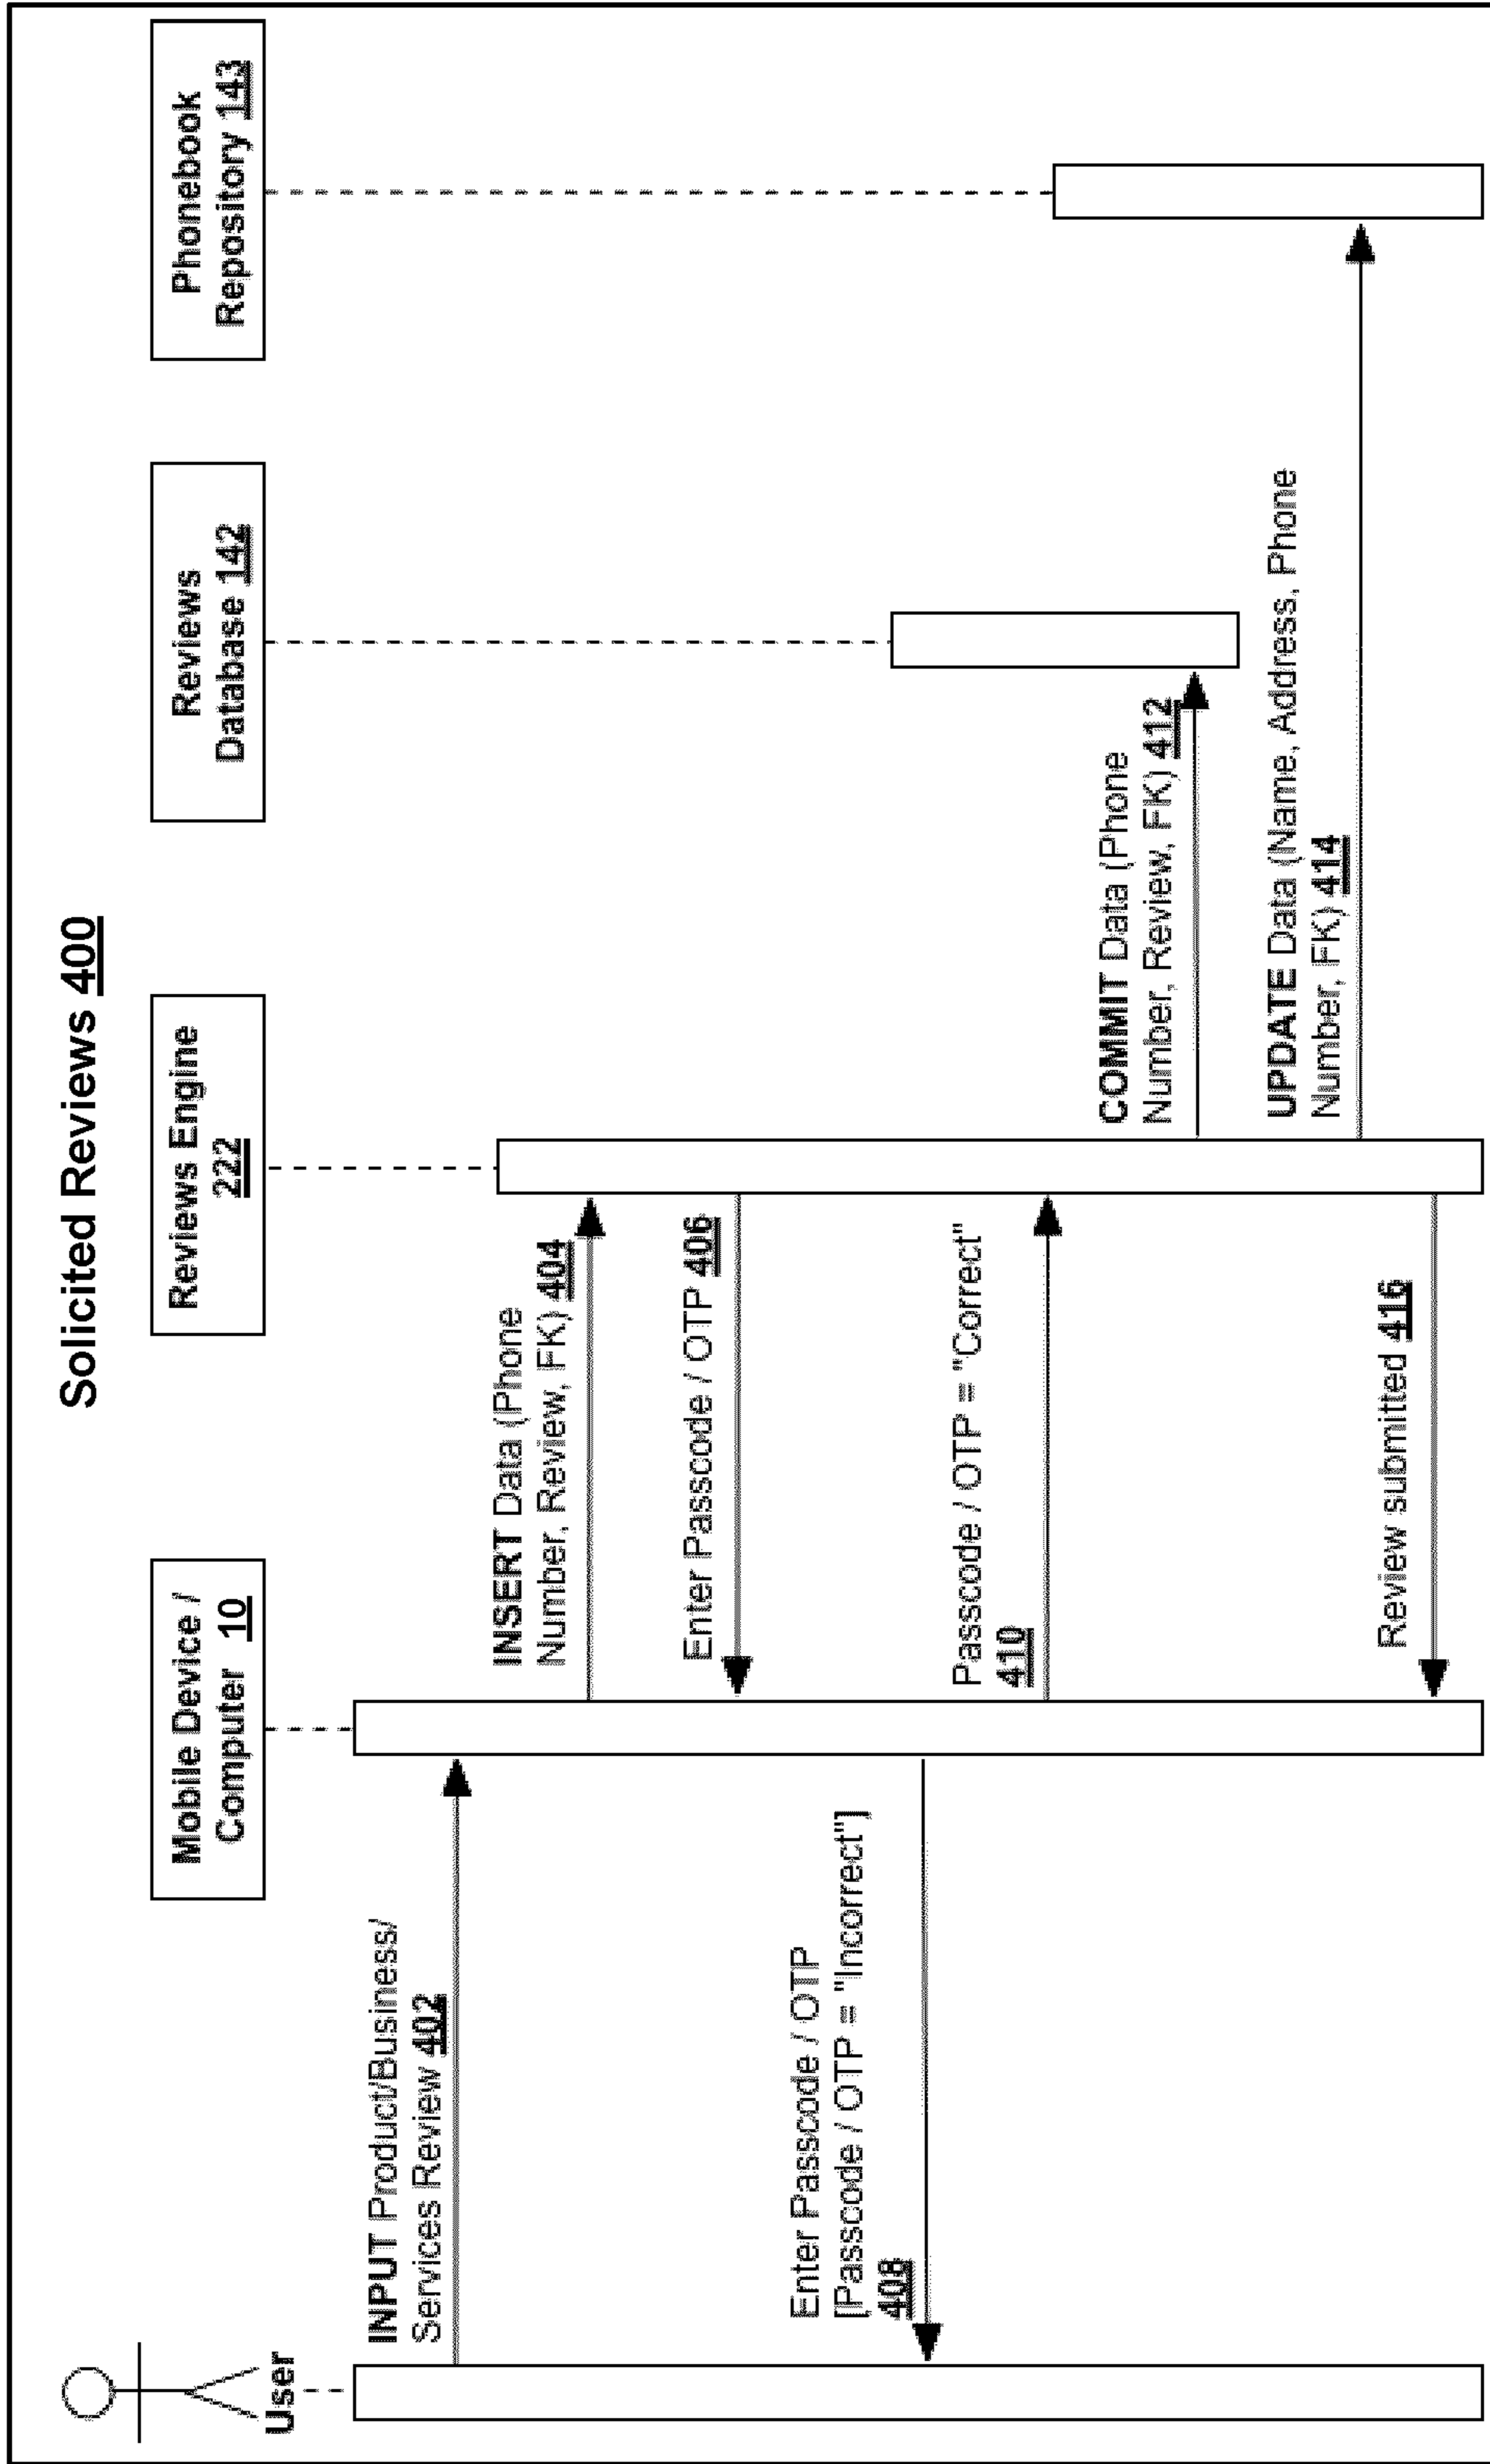 Solicited Reviews 400
User
Mobile Device /
Computer 10
Reviews Engine
222
Reviews
Database 142
Phonebook
Repository 143
INPUT Product/Business/
Services Review 402
INSERT Data (Phone
Number, Review, FK) 404
Enter Passcode / OTP 406
Enter Passcode / OTP
[Passcode / OTP = "Incorrect"]
408
Passcode / OTP = "Correct"
410
COMMIT Data (Phone
Number, Review, FK) 412
UPDATE Data (Name, Address, Phone
Number, FK) 414
Review submitted 416